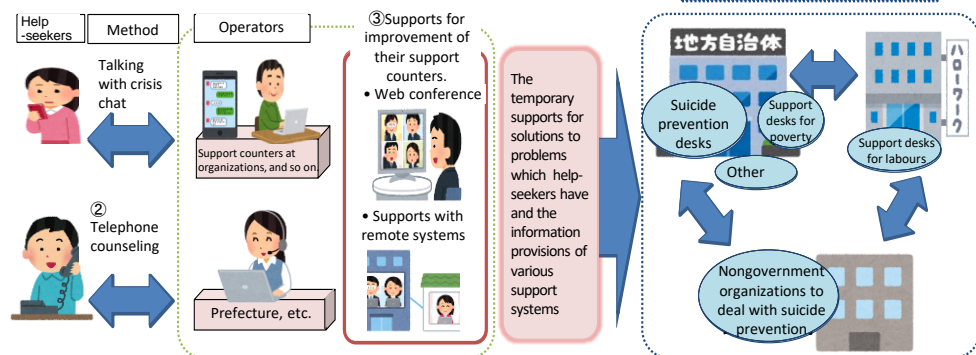 Help
-seekers
Method
Operators
Talking
with crisis
chat
②
Telephone
counseling
Support counters at
organizations, and so on.
Prefecture, etc.
③Supports for
improvement of
their support
counters.
• Web conference
• Supports with
remote systems
The
temporary
supports for
solutions to
problems
which help-
seekers have
and the
information
provisions of
various
support
systems
地方自治体
Suicide
prevention
desks
Support
desks for
poverty
Other
ハローワーク
Support desks
for labours
Nongovernment
organizations to
deal with suicide
prevention